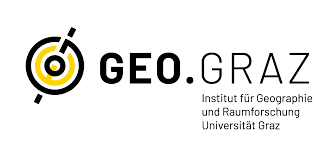 GEO.GRAZ
Institut für Geographie
und Raumforschung
Universität Graz